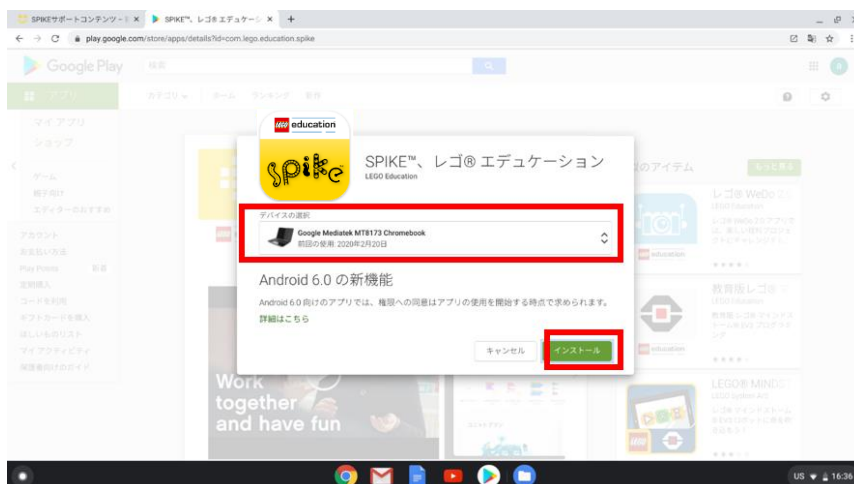 SPIKEサポートコンテンツ -
SPIKE™、レゴ® エデュケーシ
play.google.com/store/apps/details?id=com.lego.education.spike
Google Play
検索
アプリ
カテゴリ
ホーム
ランキング
新作
マイ アプリ
ショップ
ゲーム
親子向け
エディターのおすすめ
アカウント
お支払い方法
Play Points
新着
定期購入
コードを利用
ギフトカードを購入
ほしいものリスト
マイ アクティビティ
保護者向けのガイド
education
spike
SPIKE™、レゴ® エデュケーション
LEGO Education
デバイスの選択
Google Mediatek MT8173 Chromebook
前回の使用: 2020年2月20日
Android 6.0 の新機能
Android 6.0 向けのアプリでは、権限への同意はアプリの使用を開始する時点で求められます。
詳細はこちら
キャンセル
インストール
Work
together
and have fun
のアイテム
もっと見る
レゴ® WeDo 2
LEGO Education
education
教育版レゴ® マ
LEGO Education
education
LEGO® MINDS
US
16:36